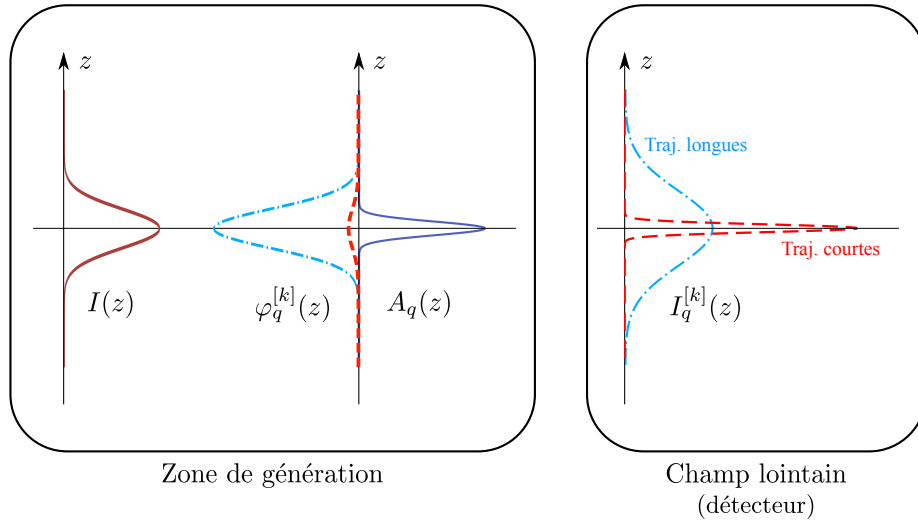 z
z
I(z)
φ_q^{[k]}(z)
A_q(z)
Zone de génération
z
Traj. longues
Traj. courtes
I_q^{[k]}(z)
Champ lointain
(détecteur)